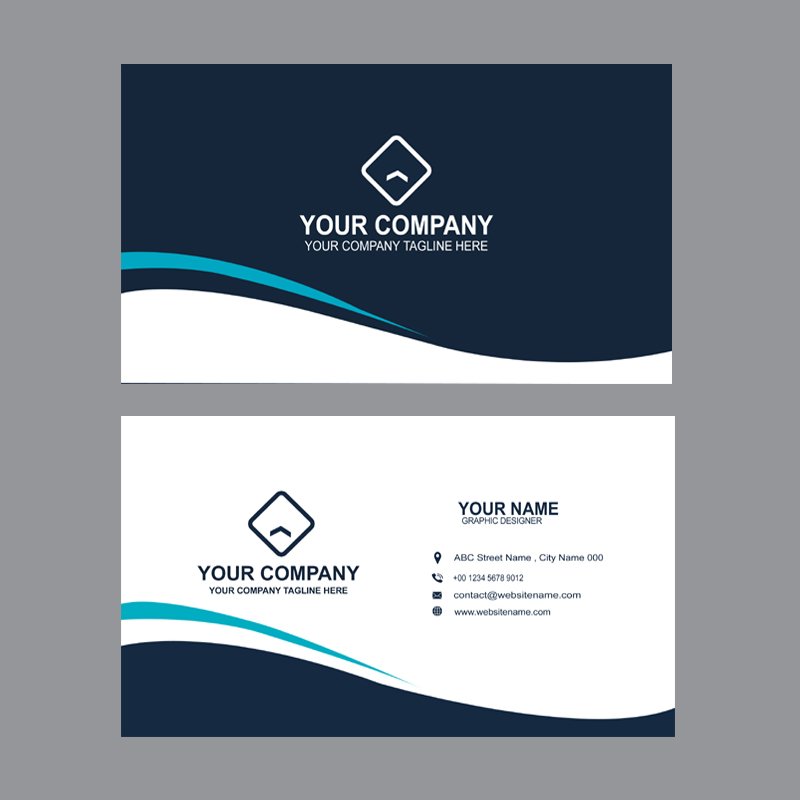 YOUR COMPANY
YOUR COMPANY TAGLINE HERE
YOUR COMPANY
YOUR COMPANY TAGLINE HERE
YOUR NAME
GRAPHIC DESIGNER
ABC Street Name , City Name 000
+00 1234 5678 9012
contact@websitename.com
www.websitename.com